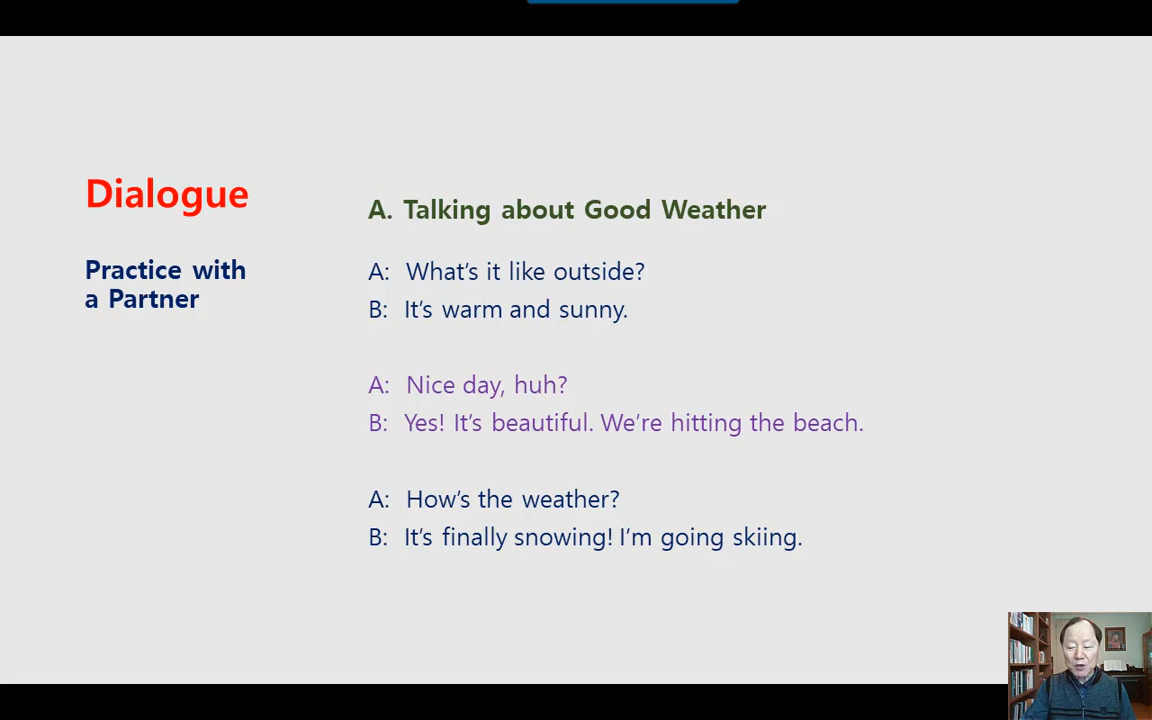 Dialogue
Practice with
a Partner
A. Talking about Good Weather
A: What’s it like outside?
B: It’s warm and sunny.
A: Nice day, huh?
B: Yes! It’s beautiful. We’re hitting the beach.
A: How’s the weather?
B: It’s finally snowing! I’m going skiing.